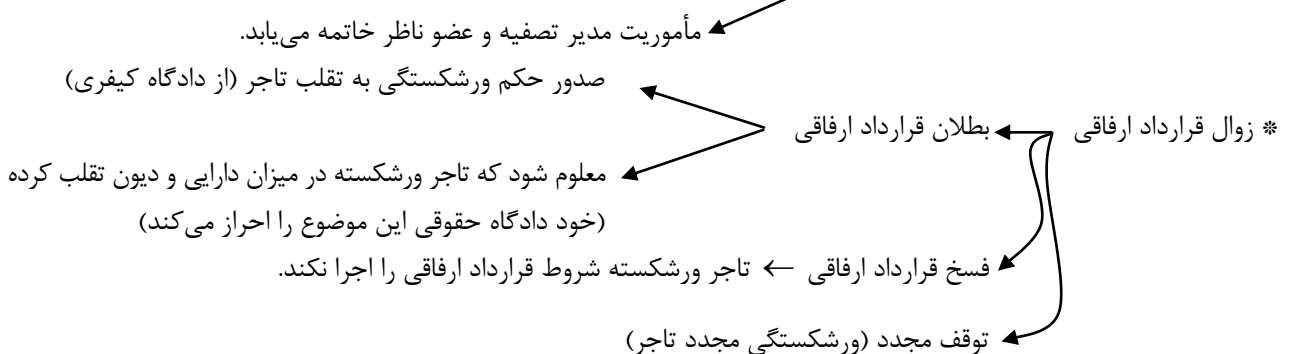 مأموریت مدیر تصفیه و عضو ناظر خاتمه می‌یابد.
صدور حکم ورشکستگی به تقلب تاجر (از دادگاه کیفری)
* زوال قرارداد ارفاقی بطلان قرارداد ارفاقی
معلوم شود که تاجر ورشکسته در میزان دارایی و دیون تقلب کرده
(خود دادگاه حقوقی این موضوع را احراز می‌کند)
فسخ قرارداد ارفاقی ← تاجر ورشکسته شروط قرارداد ارفاقی را اجرا نکند.
توقف مجدد (ورشکستگی مجدد تاجر)